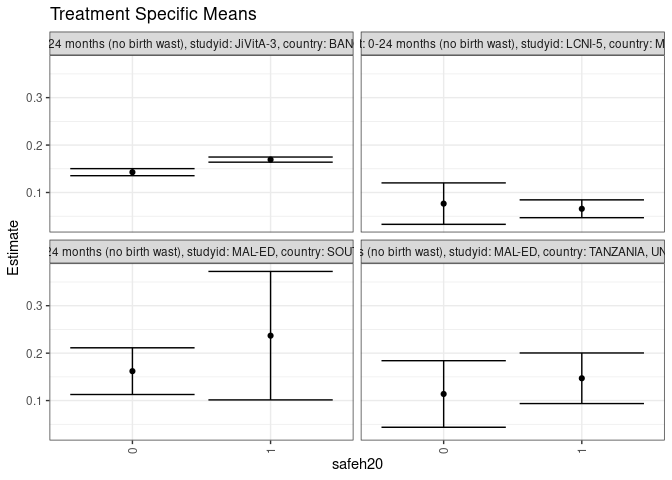 Treatment Specific Means
24 months (no birth wast), studyid: JiVitA-3, country: BAN
t: 0-24 months (no birth wast), studyid: LCNI-5, country: M
0.3
0.2
0.1
24 months (no birth wast), studyid: MAL-ED, country: SOUT
s (no birth wast), studyid: MAL-ED, country: TANZANIA, UN
0.3
0.2
0.1
Estimate
0
1
0
1
safeh20